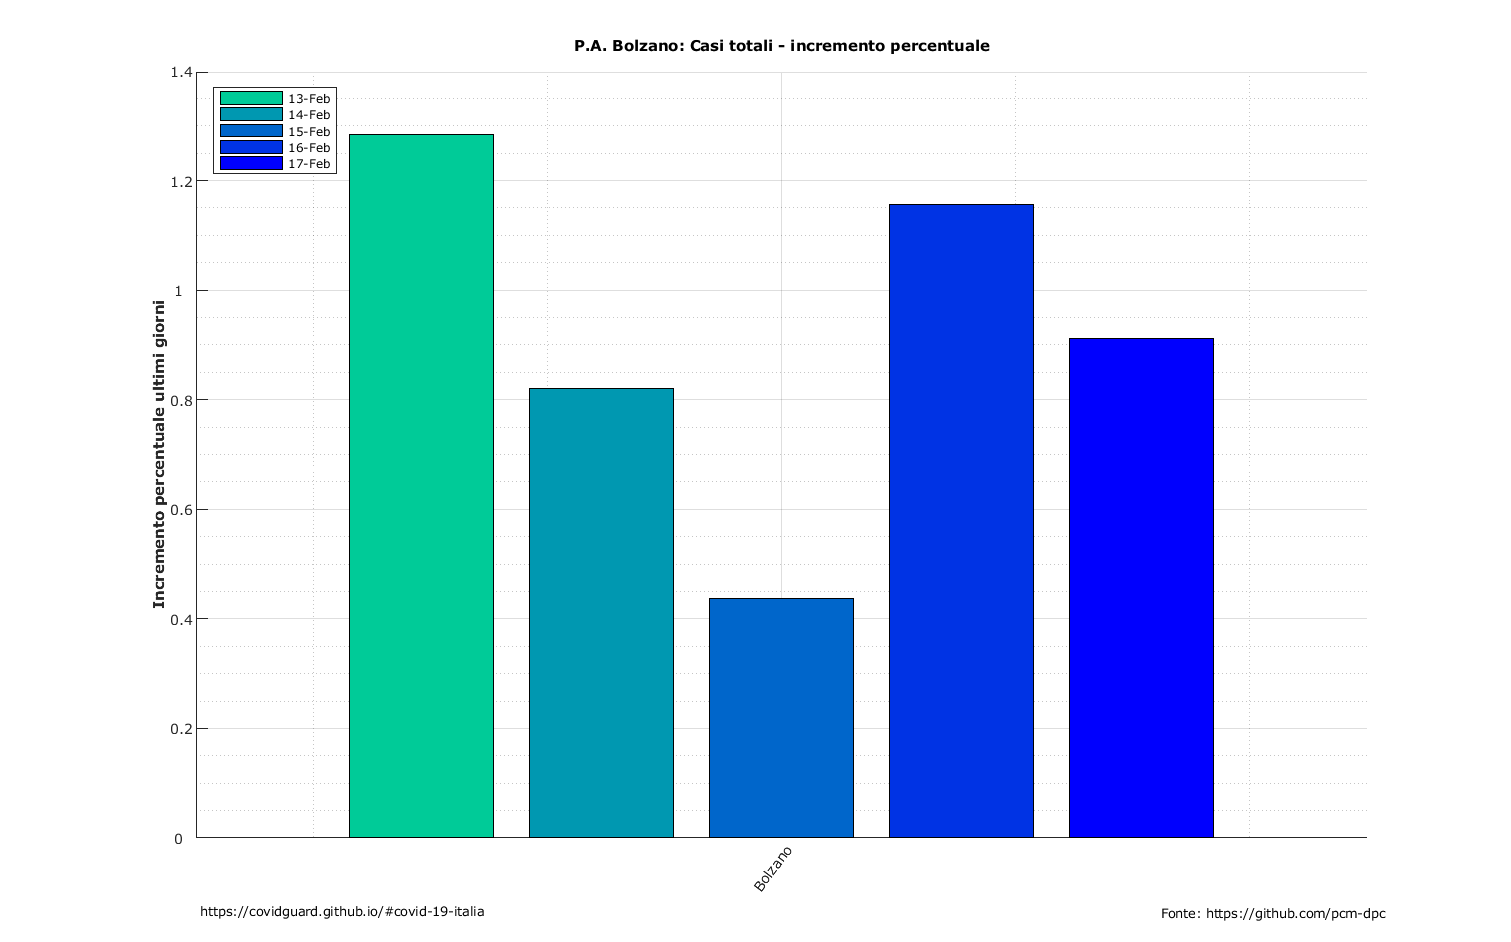 P.A. Bolzano: Casi totali - incremento percentuale
1.4
1.2
1
0.8
0.6
0.4
0.2
0
Incremento percentuale ultimi giorni
13-Feb
14-Feb
15-Feb
16-Feb
17-Feb
Bolzano
https://covidguard.github.io/#covid-19-italia
Fonte: https://github.com/pcm-dpc